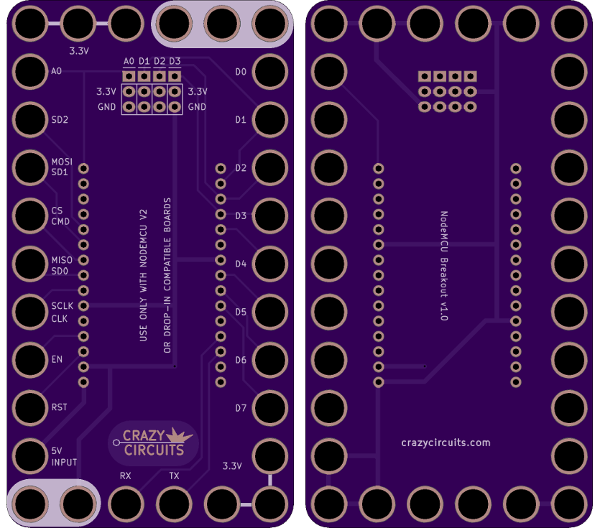 3.3V
A0 D1 D2 D3
A0
D0
3.3V
3.3V
GND
GND
SD2
D1
MOSI
SD1
D2
CS
CMD
D3
USE ONLY WITH NODEMCU V2
OR DROP-IN COMPATIBLE BOARDS
MISO
SD0
D4
SCLK
CLK
D5
EN
D6
RST
D7
CRAZY
CIRCUITS
5V
INPUT
RX
TX
3.3V
NodeMCU Breakout v1.0
crazycircuits.com